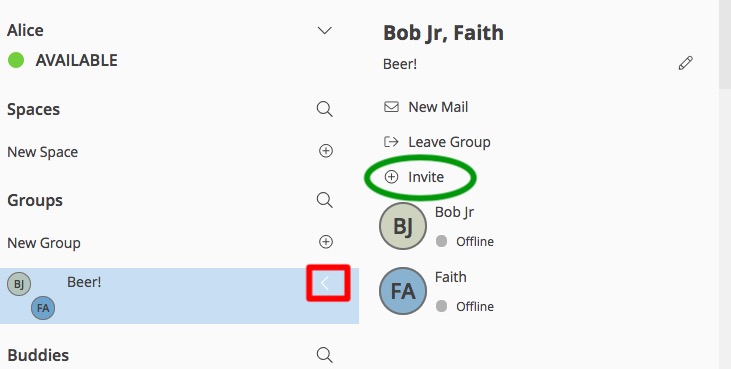 Alice
AVAILABLE
Spaces
New Space
Groups
New Group
BJ
Beer!
FA
Buddies
Bob Jr, Faith
Beer!
New Mail
Leave Group
Invite
BJ
Bob Jr
Offline
FA
Faith
Offline